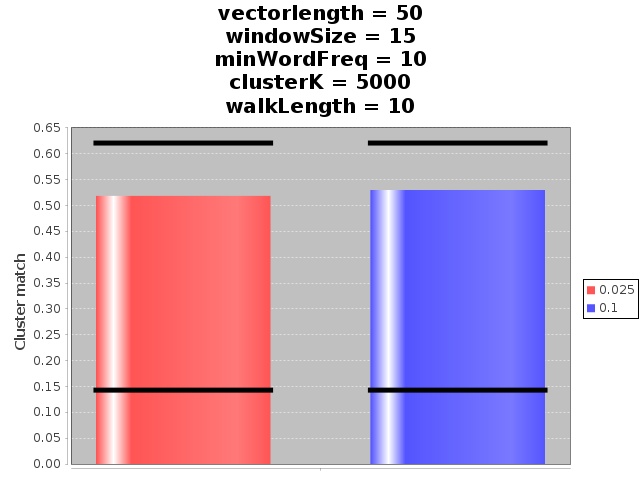 vectorlength = 50
windowSize = 15
minWordFreq = 10
clusterK = 5000
walkLength = 10
0.65
0.60
0.55
0.50
0.45
0.40
0.35
0.30
0.25
0.20
0.15
0.10
0.05
0.00
Cluster match
0.025
0.1